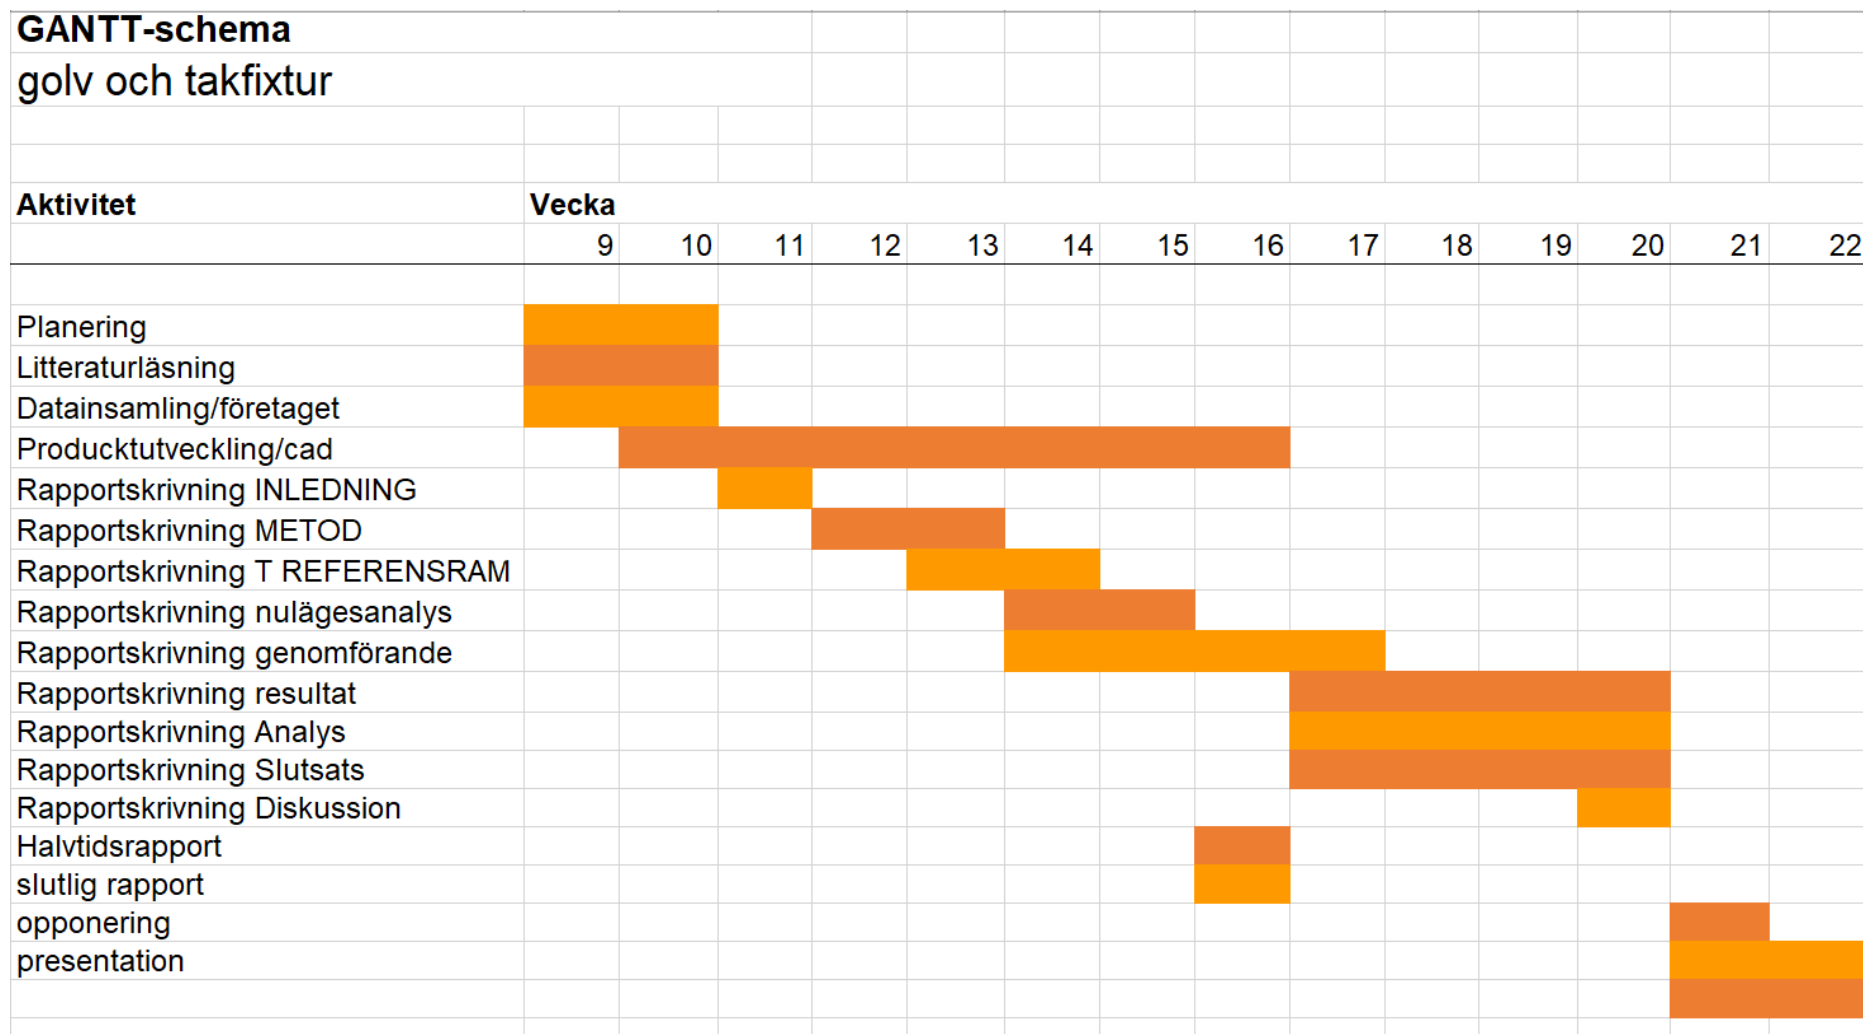 GANTT-schema
golv och takfixtur
Aktivitet Vecka
9 10 11 12 13 14 15 16 17 18 19 20 21 22
Planering
Litteraturläsning
Datainsamling/företaget
Producktutveckling/cad
Rapportskrivning INLEDNING
Rapportskrivning METOD
Rapportskrivning T REFERENSRAM
Rapportskrivning nulägesanalys
Rapportskrivning genomförande
Rapportskrivning resultat
Rapportskrivning Analys
Rapportskrivning Slutsats
Rapportskrivning Diskussion
Halvtidsrapport
slutlig rapport
opponering
presentation